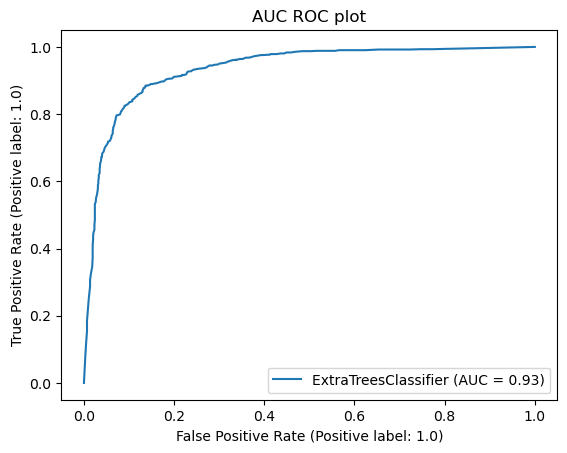 AUC ROC plot
True Positive Rate (Positive label: 1.0)
1.0
0.8
0.6
0.4
0.2
0.0
ExtraTreesClassifier (AUC = 0.93)
0.0 0.2 0.4 0.6 0.8 1.0
False Positive Rate (Positive label: 1.0)